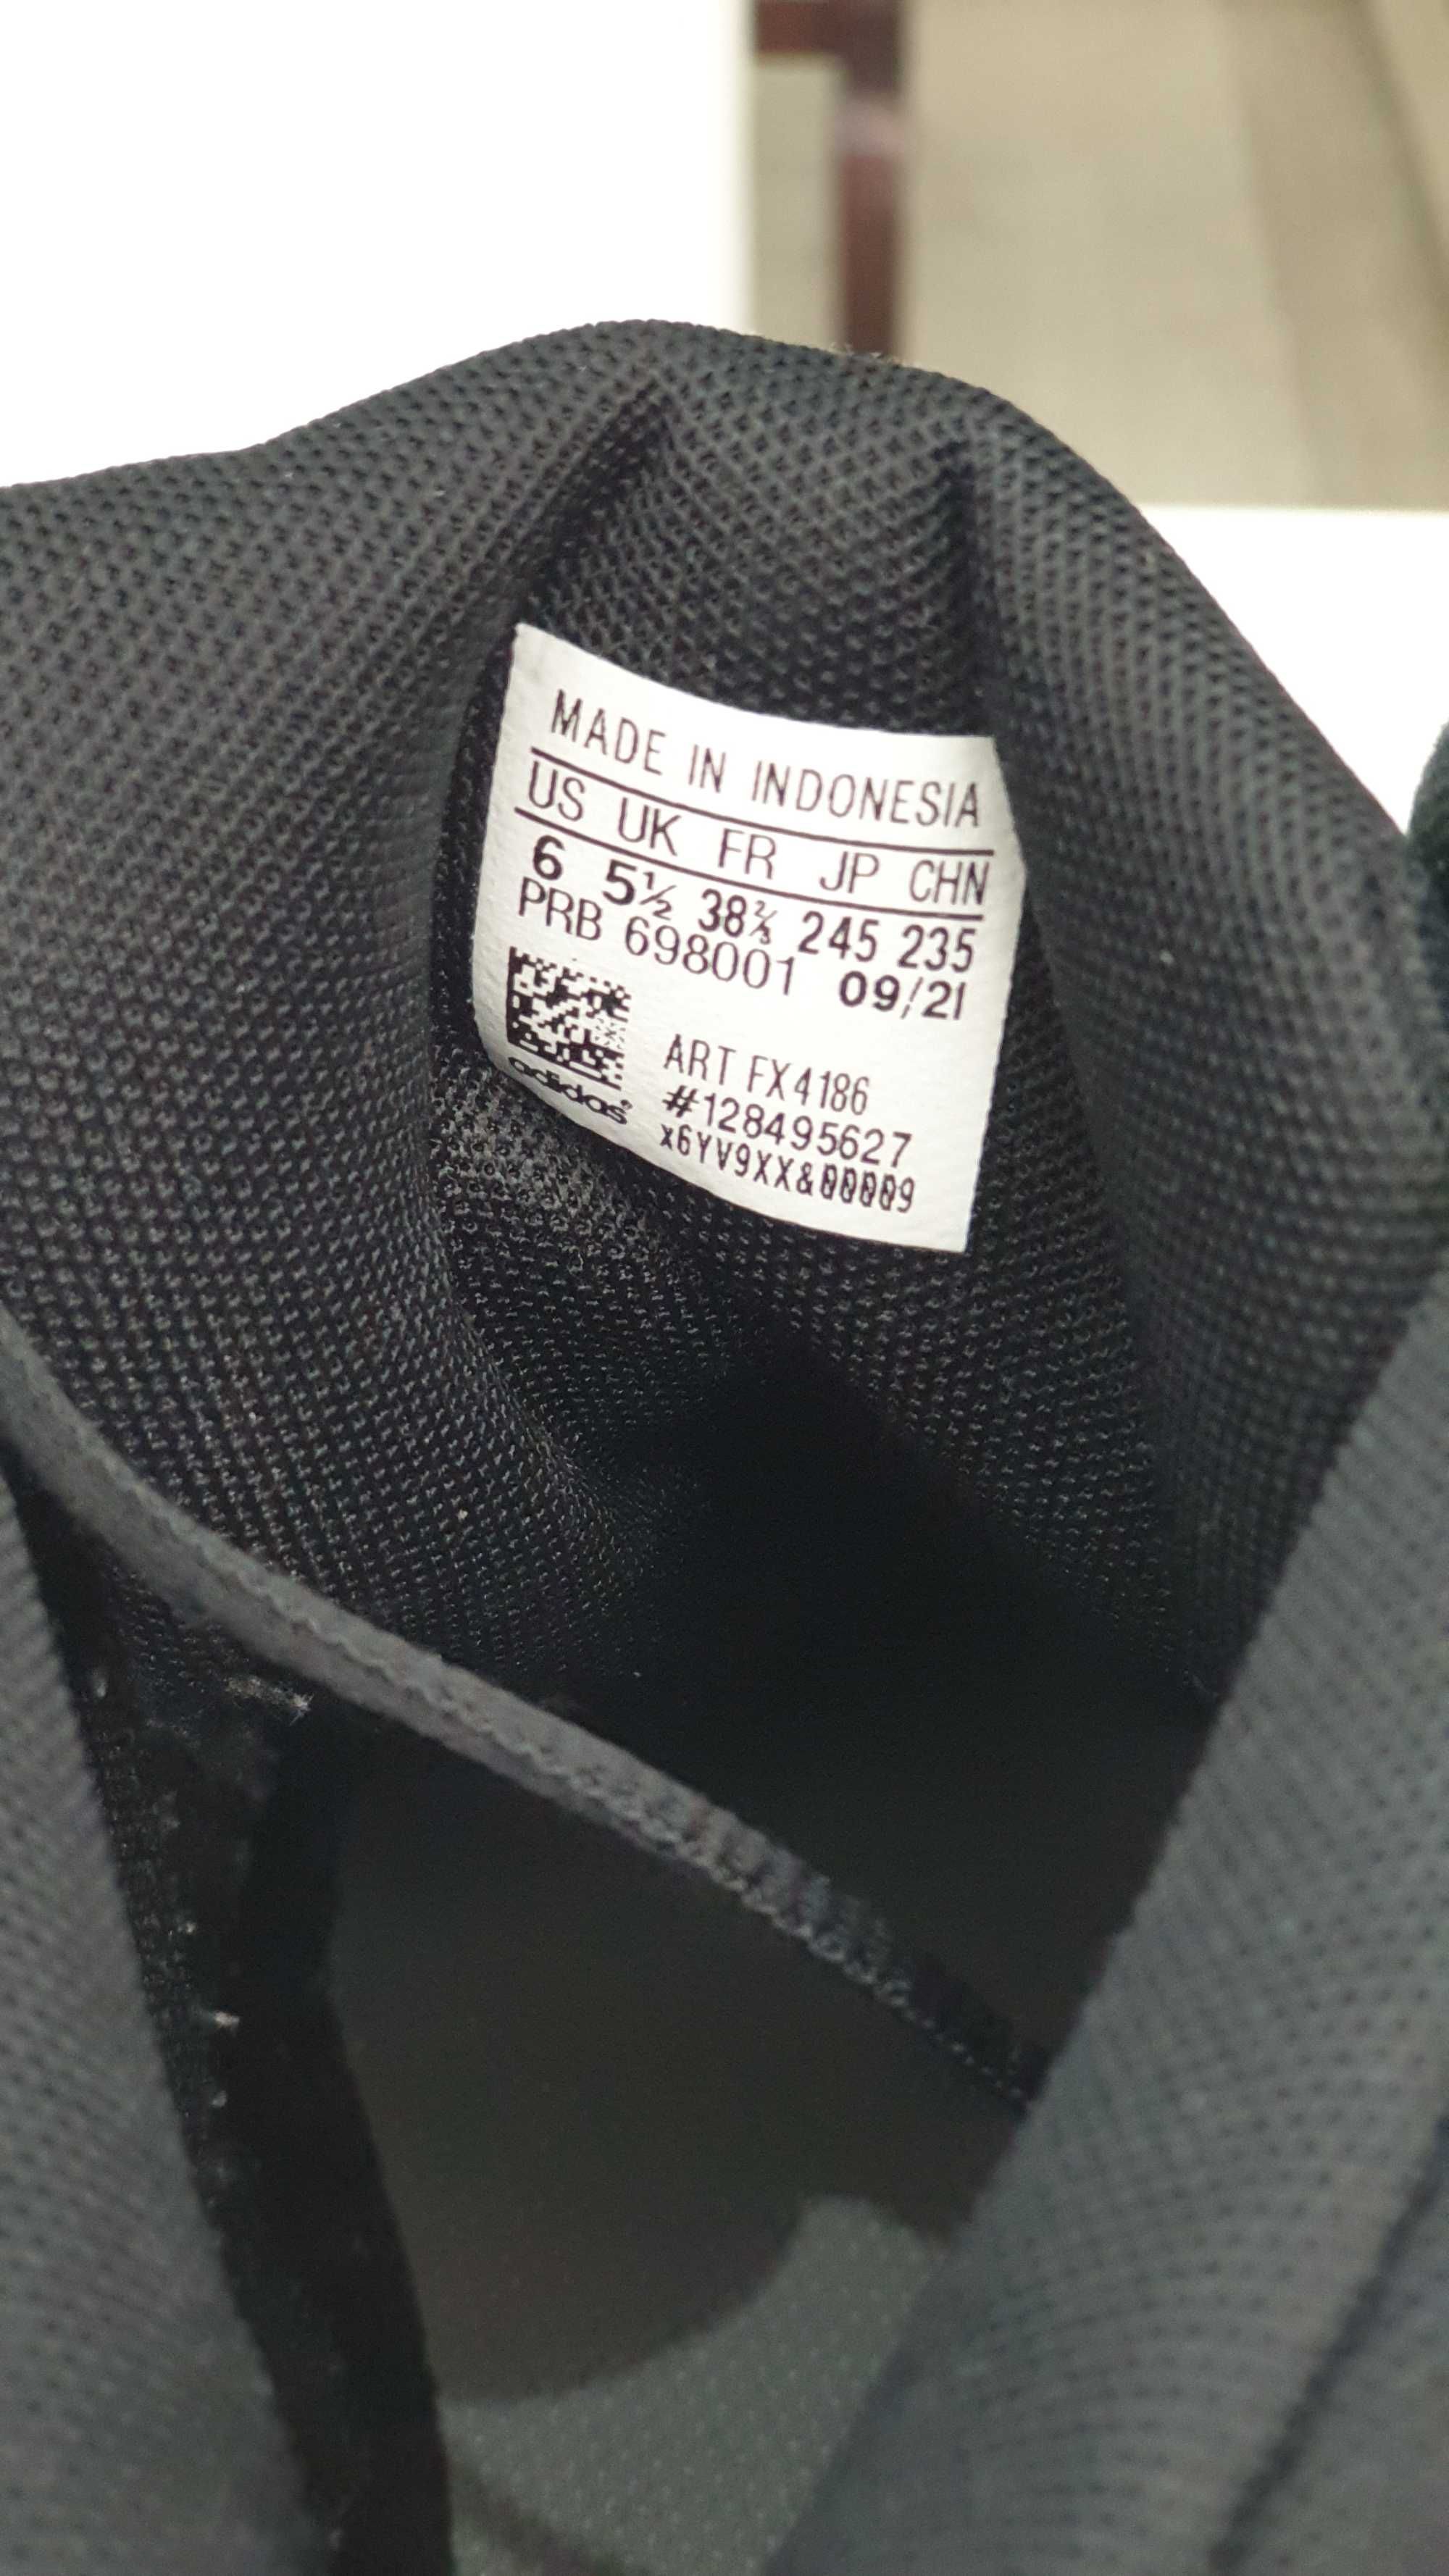 MADE IN INDONESIA
US UK FR JP CHN
6 5½ 38⅔ 245 235
PRB 698001 09/21
ART FX4186
#128495627
x6YV9XX&00009
adidas